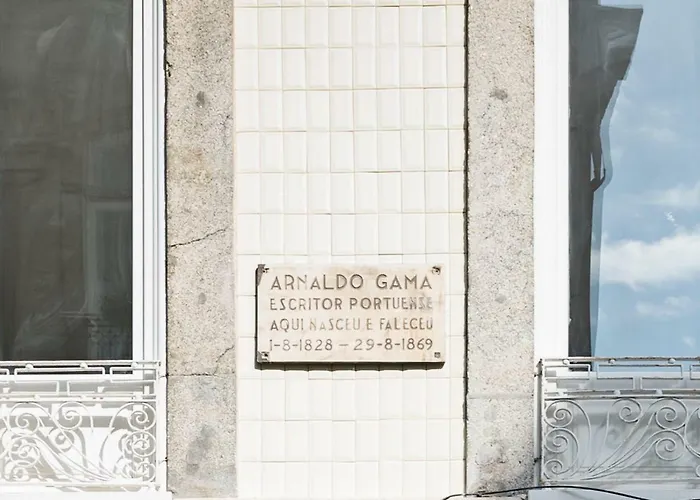 ARNALDO GAMA
ESCRITOR PORTUENSE
AQUI NASCEU E FALECEU
1-8-1828 – 29-8-1869